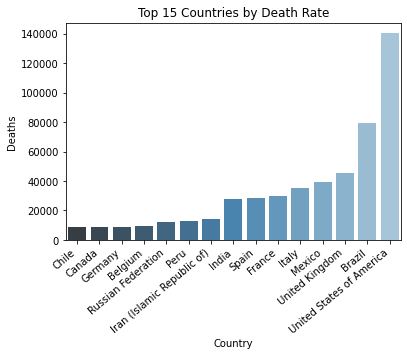 Top 15 Countries by Death Rate
140000
120000
100000
80000
60000
40000
20000
0
Deaths
Chile
Canada
Germany
Belgium
Russian Federation
Peru
Iran (Islamic Republic of)
India
Spain
France
Italy
Mexico
United Kingdom
Brazil
United States of America
Country